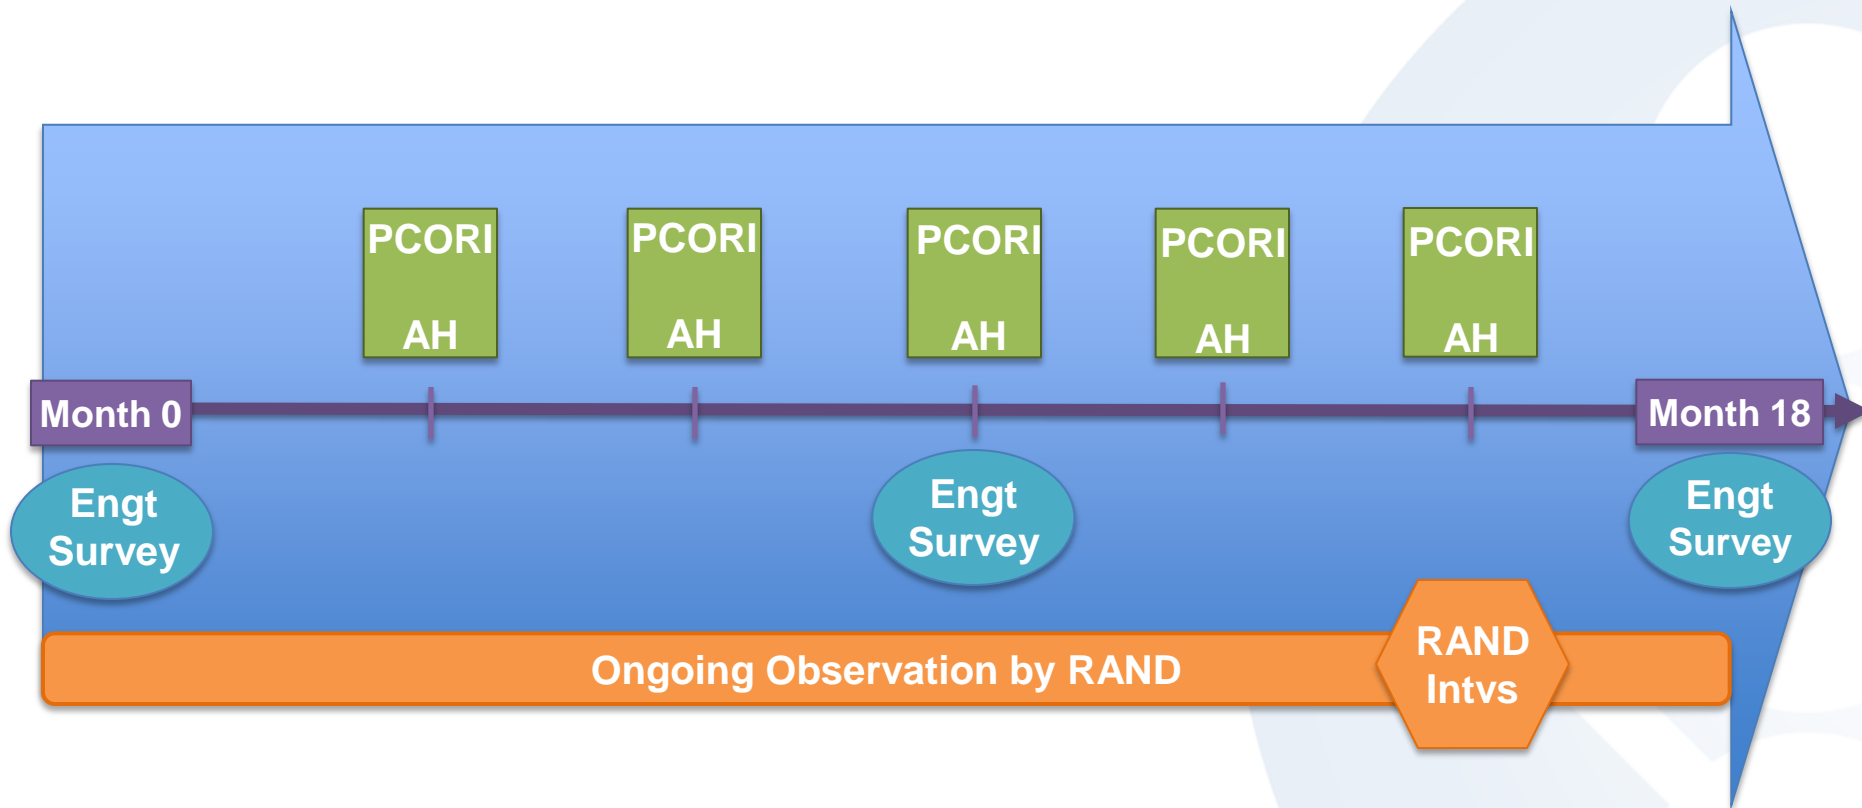 PCORI
AH
PCORI
AH
PCORI
AH
PCORI
AH
PCORI
AH
Month 0
Month 18
Engt
Survey
Engt
Survey
Engt
Survey
Ongoing Observation by RAND
RAND
Intvs